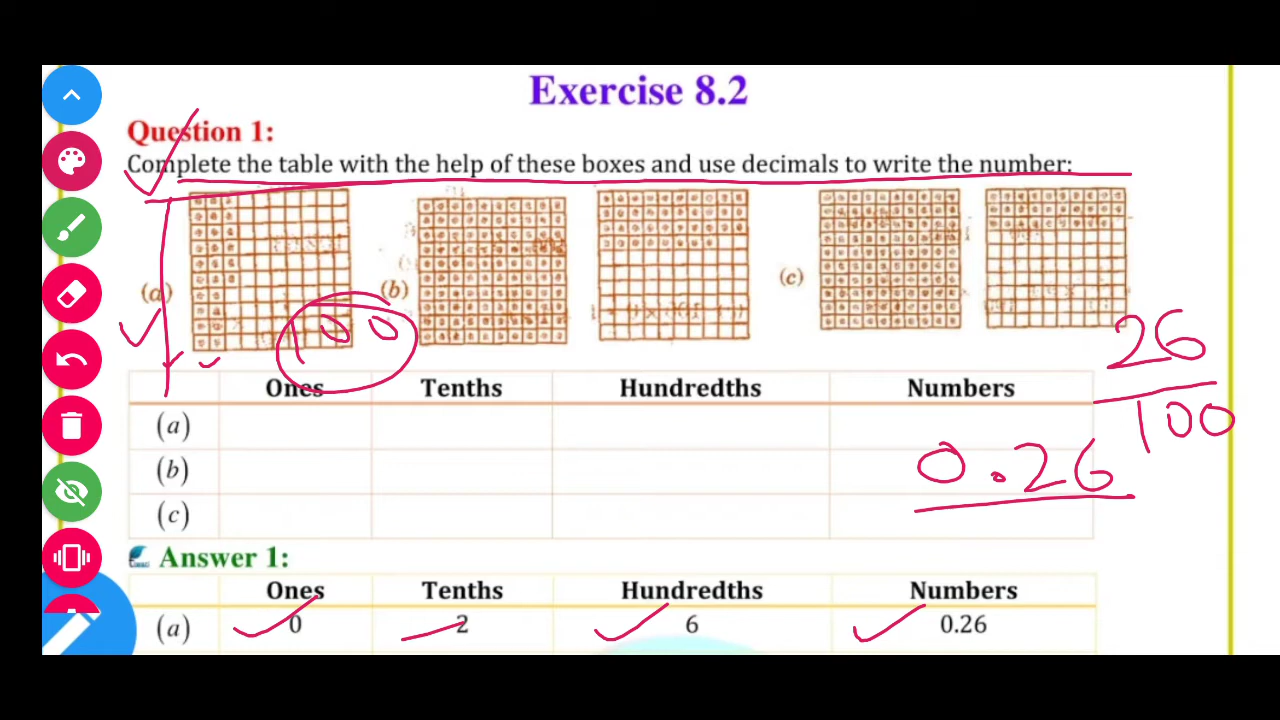 Exercise 8.2
Question 1:
Complete the table with the help of these boxes and use decimals to write the number:
(a) (b) (c)
100
26
100
Ones Tenths Hundredths Numbers
(a)
(b)
0.26
(c)
Answer 1:
Ones Tenths Hundredths Numbers
(a) 0 2 6 0.26